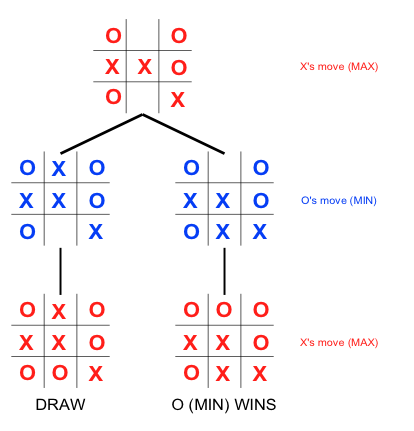 O O
X X O X's move (MAX)
O X
O X O O O
X X O X X O O's move (MIN)
O X O X X
O X O O O O
X X O X X O X's move (MAX)
O O X O X X
DRAW O (MIN) WINS